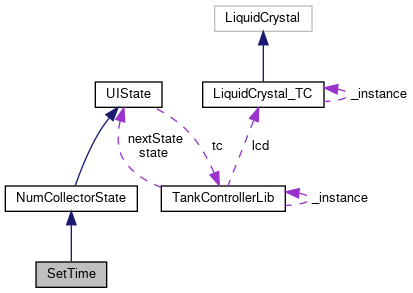 LiquidCrystal
UIState
LiquidCrystal_TC
_instance
nextState
state
tc
lcd
NumCollectorState
TankControllerLib
_instance
SetTime